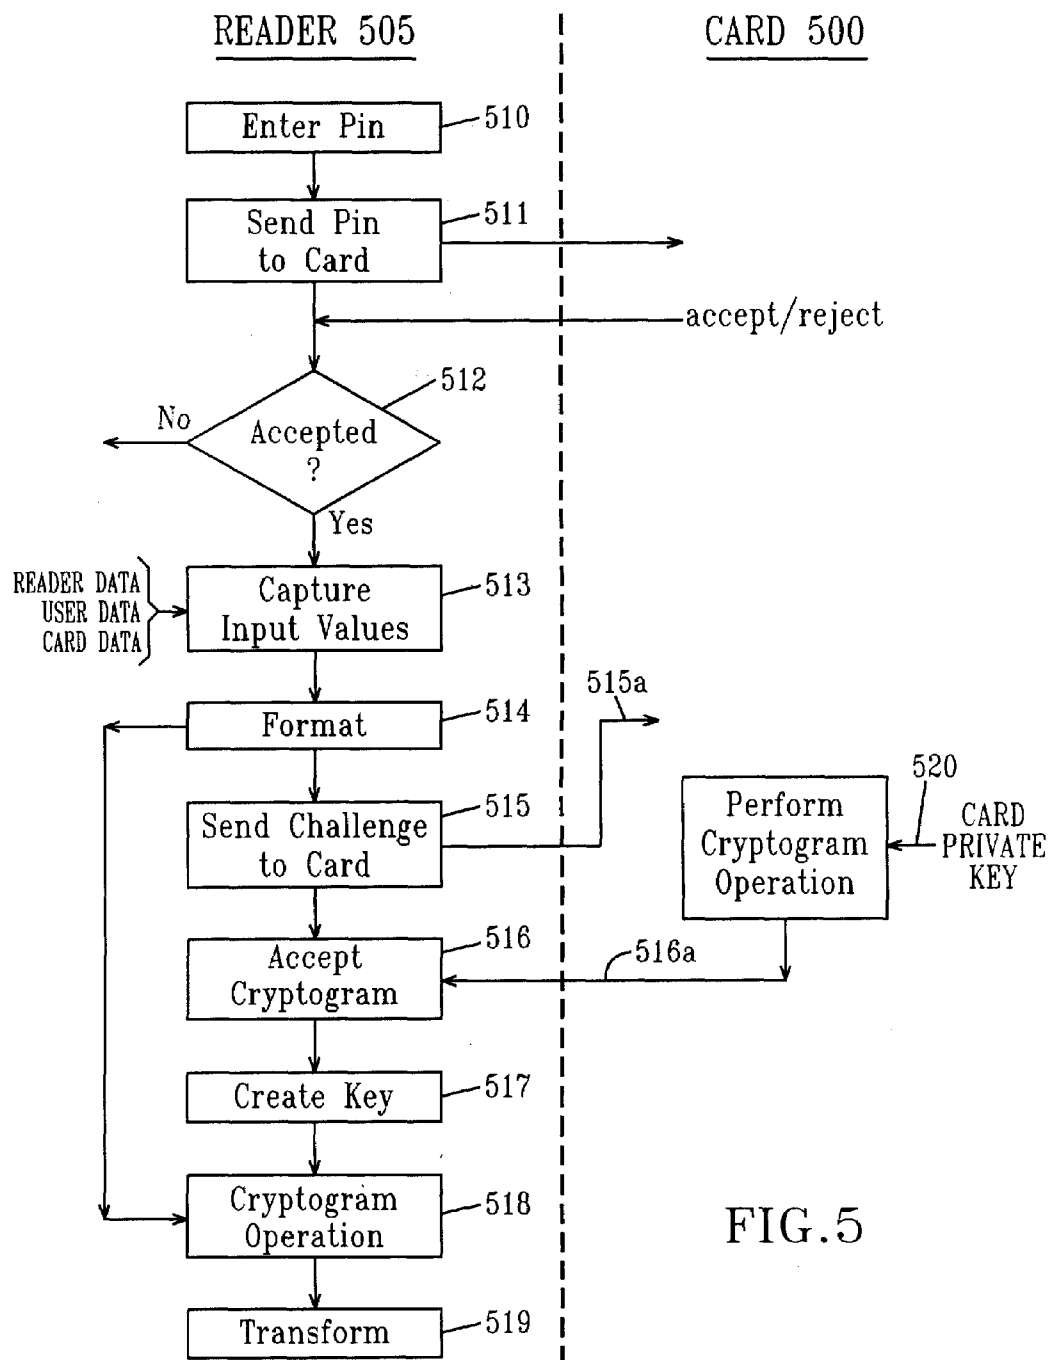 READER 505
CARD 500
Enter Pin
510
Send Pin
to Card
511
accept/reject
512
No
Accepted
?
Yes
READER DATA
USER DATA
CARD DATA
Capture
Input Values
513
515a
Format
514
520
Send Challenge
to Card
515
Perform
Cryptogram
Operation
CARD
PRIVATE
KEY
Accept
Cryptogram
516
516a
Create Key
517
Cryptogram
Operation
518
FIG.5
Transform
519